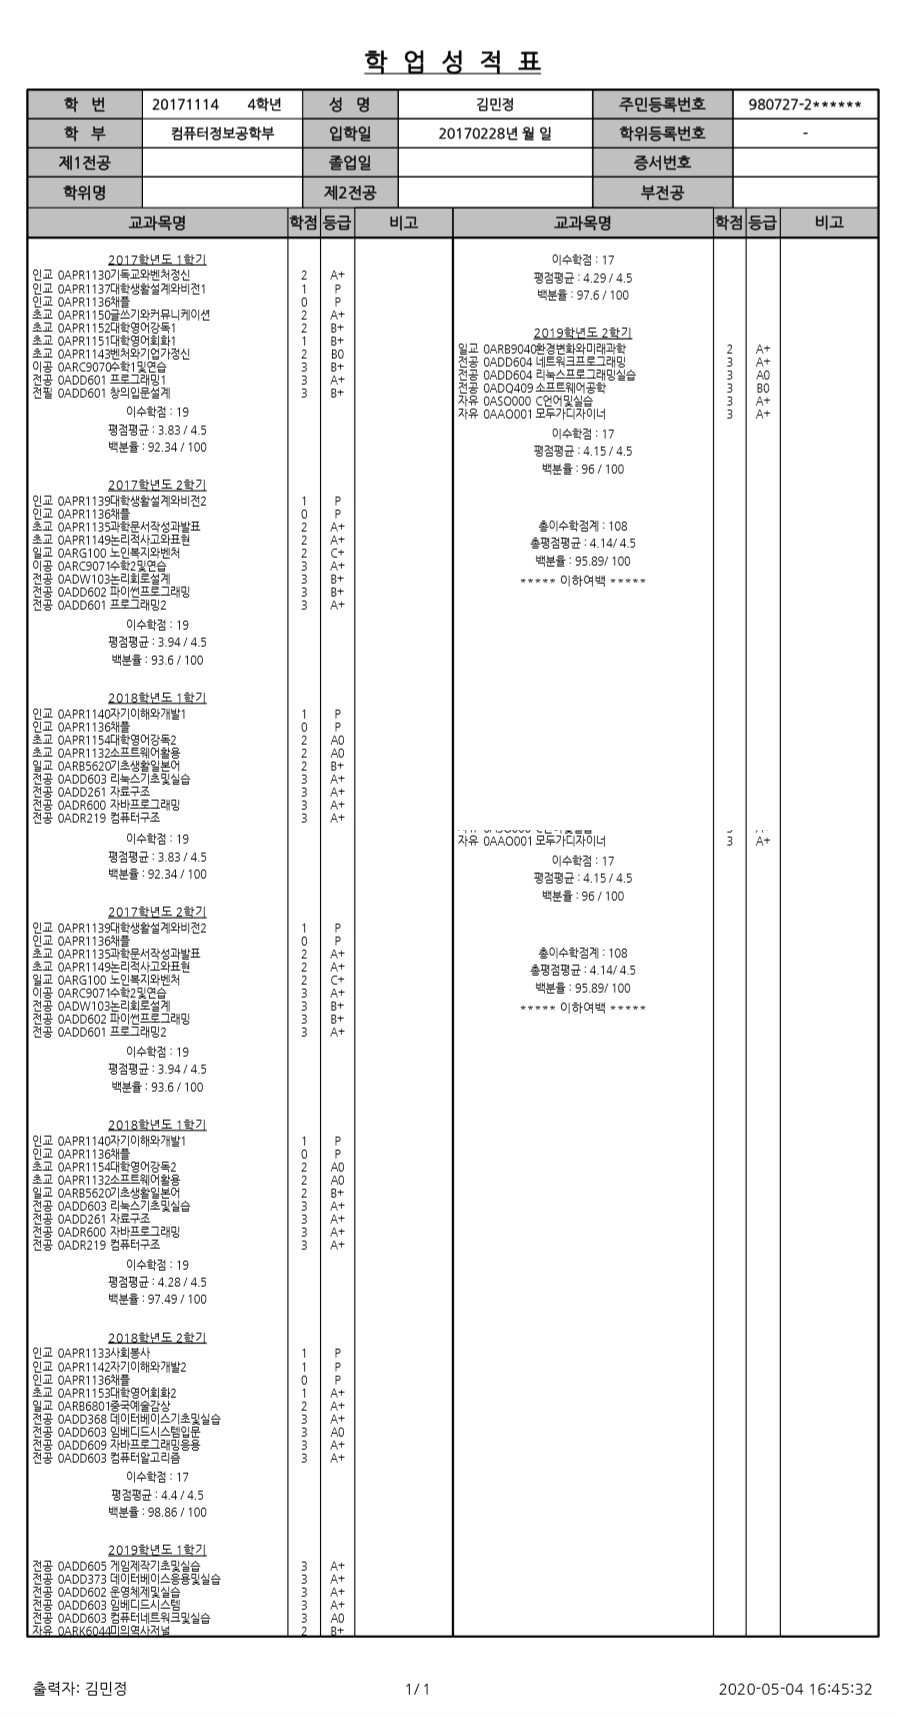 학 업 성 적 표
학 번 20171114 4학년 성 명 김민정 주민등록번호 980727-2******
학 부 컴퓨터정보공학부 입학일 20170228년 월 일 학위등록번호 -
제1전공 졸업일 증서번호
학위명 제2전공 부전공
교과목명 학점 등급 비고 교과목명 학점 등급 비고
2017학년도 1학기
인교 0APR1130기독교와벤처정신 2 A+
인교 0APR1137대학생활설계와비전1 1 P
인교 0APR1136채플 0 P
초교 0APR1150글쓰기와커뮤니케이션 2 A+
초교 0APR1152대학영어강독1 2 B+
초교 0APR1151대학영어회화1 1 B+
초교 0APR1143벤처와기업가정신 2 B0
이공 0ARC9070수학1및연습 3 B+
전공 0ADD601 프로그래밍1 3 A+
전필 0ADD601 창의입문설계 3 B+
이수학점 : 19
평점평균 : 3.83 / 4.5
백분율 : 92.34 / 100
2017학년도 2학기
인교 0APR1139대학생활설계와비전2 1 P
인교 0APR1136채플 0 P
초교 0APR1135과학문서작성과발표 2 A+
초교 0APR1149논리적사고와표현 2 A+
일교 0ARG100 노인복지와벤처 2 C+
이공 0ARC9071수학2및연습 3 A+
전공 0ADW103논리회로설계 3 B+
전공 0ADD602 파이썬프로그래밍 3 B+
전공 0ADD601 프로그래밍2 3 A+
이수학점 : 19
평점평균 : 3.94 / 4.5
백분율 : 93.6 / 100
2018학년도 1학기
인교 0APR1140자기이해와개발1 1 P
인교 0APR1136채플 0 P
초교 0APR1154대학영어강독2 2 A0
초교 0APR1132소프트웨어활용 2 A0
일교 0ARB5620기초생활일본어 2 B+
전공 0ADD603 리눅스기초및실습 3 A+
전공 0ADD261 자료구조 3 A+
전공 0ADR600 자바프로그래밍 3 A+
전공 0ADR219 컴퓨터구조 3 A+
이수학점 : 19
평점평균 : 3.83 / 4.5
백분율 : 92.34 / 100
2017학년도 2학기
인교 0APR1139대학생활설계와비전2 1 P
인교 0APR1136채플 0 P
초교 0APR1135과학문서작성과발표 2 A+
초교 0APR1149논리적사고와표현 2 A+
일교 0ARG100 노인복지와벤처 2 C+
이공 0ARC9071수학2및연습 3 A+
전공 0ADW103논리회로설계 3 B+
전공 0ADD602 파이썬프로그래밍 3 B+
전공 0ADD601 프로그래밍2 3 A+
이수학점 : 19
평점평균 : 3.94 / 4.5
백분율 : 93.6 / 100
2018학년도 1학기
인교 0APR1140자기이해와개발1 1 P
인교 0APR1136채플 0 P
초교 0APR1154대학영어강독2 2 A0
초교 0APR1132소프트웨어활용 2 A0
일교 0ARB5620기초생활일본어 2 B+
전공 0ADD603 리눅스기초및실습 3 A+
전공 0ADD261 자료구조 3 A+
전공 0ADR600 자바프로그래밍 3 A+
전공 0ADR219 컴퓨터구조 3 A+
이수학점 : 19
평점평균 : 4.28 / 4.5
백분율 : 97.49 / 100
2018학년도 2학기
인교 0APR1133사회봉사 1 P
인교 0APR1142자기이해와개발2 1 P
인교 0APR1136채플 0 P
초교 0APR1153대학영어회화2 1 A+
일교 0ARB6801중국예술감상 2 A+
전공 0ADD368 데이터베이스기초및실습 3 A+
전공 0ADD603 임베디드시스템입문 3 A0
전공 0ADD609 자바프로그래밍응용 3 A+
전공 0ADD603 컴퓨터알고리즘 3 A+
이수학점 : 17
평점평균 : 4.4 / 4.5
백분율 : 98.86 / 100
2019학년도 1학기
전공 0ADD605 게임제작기초및실습 3 A+
전공 0ADD373 데이터베이스응용및실습 3 A+
전공 0ADD602 운영체제및실습 3 A+
전공 0ADD603 임베디드시스템 3 A+
전공 0ADD603 컴퓨터네트워크및실습 3 A0
자유 0ARK6044미의역사저널 2 B+
이수학점 : 17
평점평균 : 4.29 / 4.5
백분율 : 97.6 / 100
2019학년도 2학기
일교 0ARB9040환경변화와미래과학 2 A+
전공 0ADD604 네트워크프로그래밍 3 A+
전공 0ADD604 리눅스프로그래밍실습 3 A0
전공 0ADQ409 소프트웨어공학 3 B0
자유 0ASO000 C언어및실습 3 A+
자유 0AAO001 모두가디자이너 3 A+
이수학점 : 17
평점평균 : 4.15 / 4.5
백분율 : 96 / 100
총이수학점계 : 108
총평점평균 : 4.14/ 4.5
백분율 : 95.89/ 100
***** 이하여백 *****
자유 0AAO001 모두가디자이너 3 A+
이수학점 : 17
평점평균 : 4.15 / 4.5
백분율 : 96 / 100
총이수학점계 : 108
총평점평균 : 4.14/ 4.5
백분율 : 95.89/ 100
***** 이하여백 *****
출력자: 김민정 1/ 1 2020-05-04 16:45:32